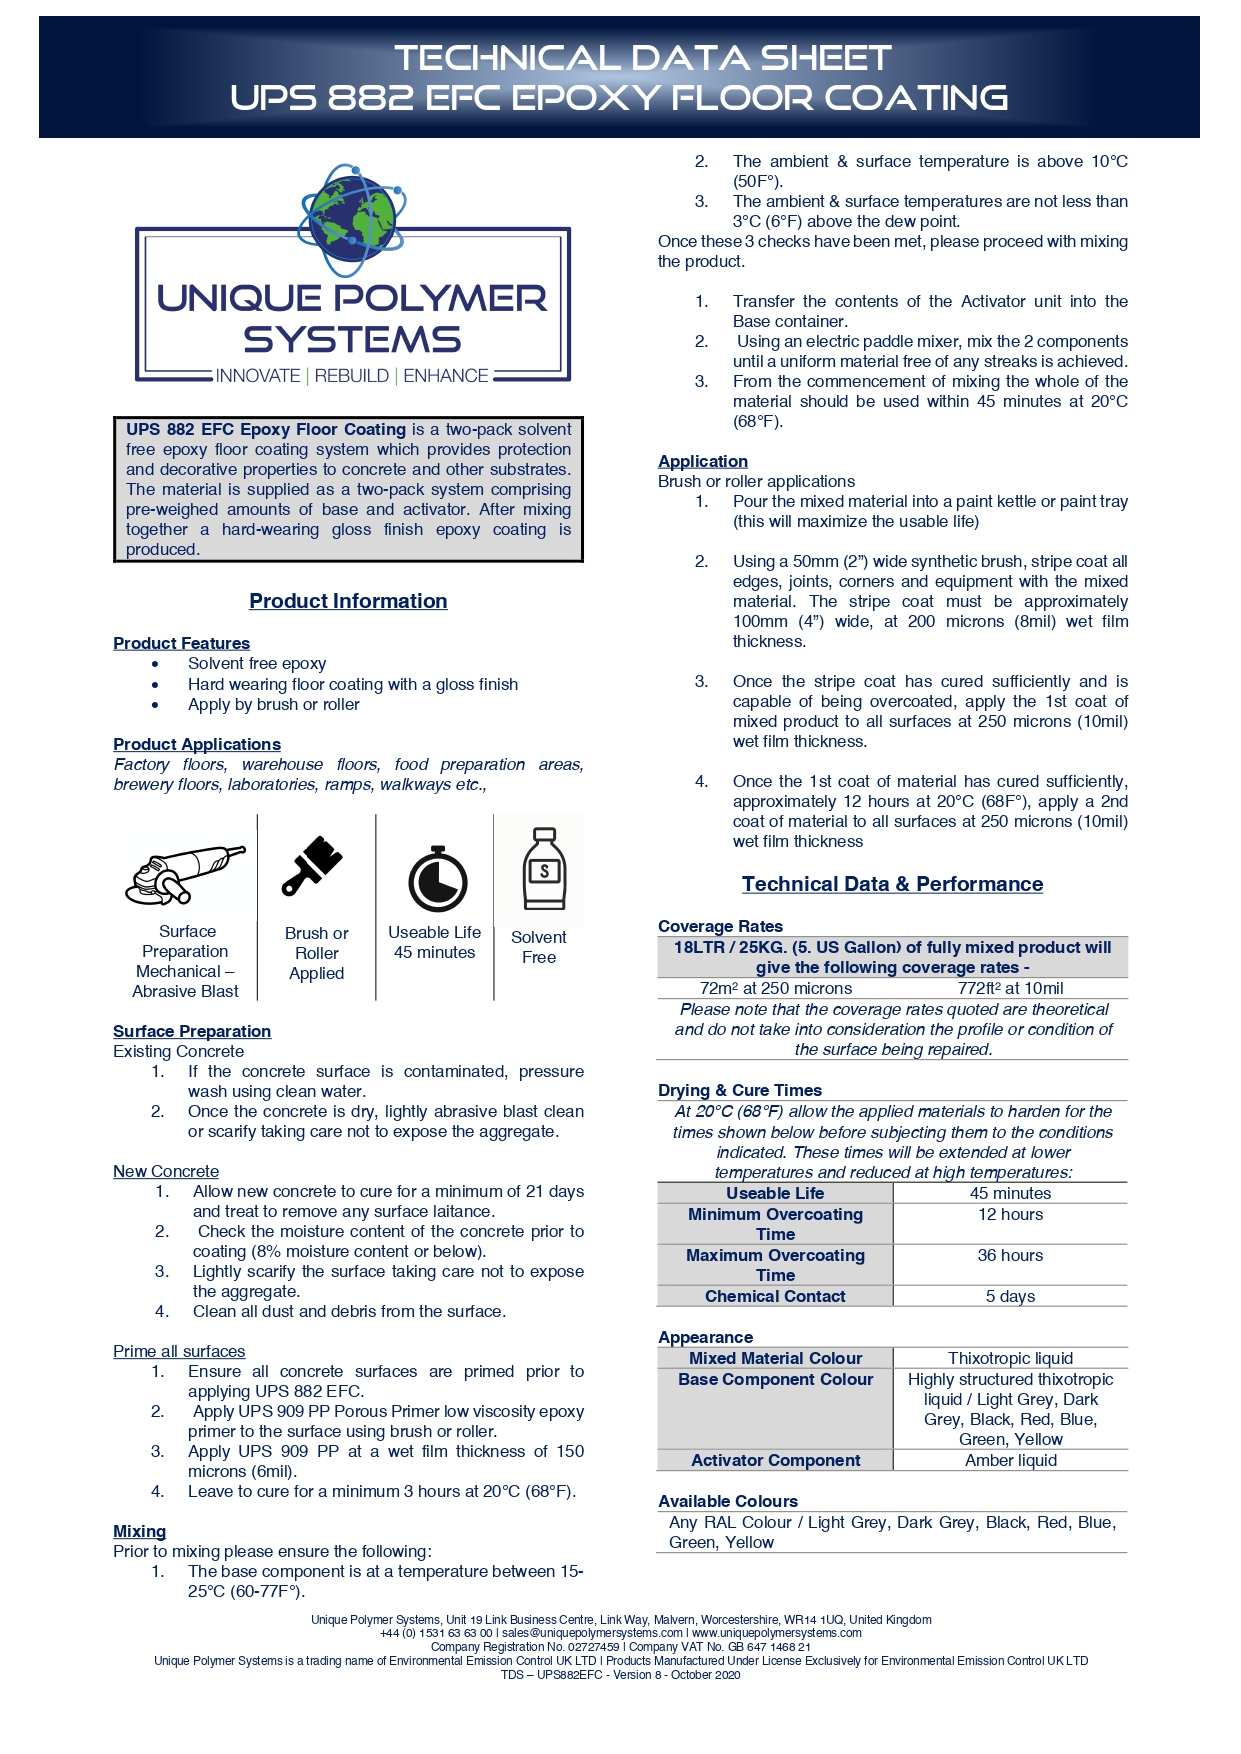 TECHNICAL DATA SHEET
UPS 882 EFC EPOXY FLOOR COATING
UNIQUE POLYMER
SYSTEMS
INNOVATE | REBUILD | ENHANCE
UPS 882 EFC Epoxy Floor Coating is a two-pack solvent
free epoxy floor coating system which provides protection
and decorative properties to concrete and other substrates.
The material is supplied as a two-pack system comprising
pre-weighed amounts of base and activator. After mixing
together a hard-wearing gloss finish epoxy coating is
produced.
Product Information
Product Features
• Solvent free epoxy
• Hard wearing floor coating with a gloss finish
• Apply by brush or roller
Product Applications
Factory floors, warehouse floors, food preparation areas,
brewery floors, laboratories, ramps, walkways etc.,
Surface
Preparation
Mechanical –
Abrasive Blast
Brush or
Roller
Applied
Useable Life
45 minutes
S
Solvent
Free
Surface Preparation
Existing Concrete
1. If the concrete surface is contaminated, pressure
wash using clean water.
2. Once the concrete is dry, lightly abrasive blast clean
or scarify taking care not to expose the aggregate.
New Concrete
1. Allow new concrete to cure for a minimum of 21 days
and treat to remove any surface laitance.
2. Check the moisture content of the concrete prior to
coating (8% moisture content or below).
3. Lightly scarify the surface taking care not to expose
the aggregate.
4. Clean all dust and debris from the surface.
Prime all surfaces
1. Ensure all concrete surfaces are primed prior to
applying UPS 882 EFC.
2. Apply UPS 909 PP Porous Primer low viscosity epoxy
primer to the surface using brush or roller.
3. Apply UPS 909 PP at a wet film thickness of 150
microns (6mil).
4. Leave to cure for a minimum 3 hours at 20°C (68°F).
Mixing
Prior to mixing please ensure the following:
1. The base component is at a temperature between 15-
25°C (60-77F°).
2. The ambient & surface temperature is above 10°C
(50F°).
3. The ambient & surface temperatures are not less than
3°C (6°F) above the dew point.
Once these 3 checks have been met, please proceed with mixing
the product.
1. Transfer the contents of the Activator unit into the
Base container.
2. Using an electric paddle mixer, mix the 2 components
until a uniform material free of any streaks is achieved.
3. From the commencement of mixing the whole of the
material should be used within 45 minutes at 20°C
(68°F).
Application
Brush or roller applications
1. Pour the mixed material into a paint kettle or paint tray
(this will maximize the usable life)
2. Using a 50mm (2”) wide synthetic brush, stripe coat all
edges, joints, corners and equipment with the mixed
material. The stripe coat must be approximately
100mm (4”) wide, at 200 microns (8mil) wet film
thickness.
3. Once the stripe coat has cured sufficiently and is
capable of being overcoated, apply the 1st coat of
mixed product to all surfaces at 250 microns (10mil)
wet film thickness.
4. Once the 1st coat of material has cured sufficiently,
approximately 12 hours at 20°C (68F°), apply a 2nd
coat of material to all surfaces at 250 microns (10mil)
wet film thickness
Technical Data & Performance
Coverage Rates
18LTR / 25KG. (5. US Gallon) of fully mixed product will
give the following coverage rates -
72m² at 250 microns 772ft² at 10mil
Please note that the coverage rates quoted are theoretical
and do not take into consideration the profile or condition of
the surface being repaired.
Drying & Cure Times
At 20°C (68°F) allow the applied materials to harden for the
times shown below before subjecting them to the conditions
indicated. These times will be extended at lower
temperatures and reduced at high temperatures:
Useable Life 45 minutes
Minimum Overcoating 12 hours
Time
Maximum Overcoating 36 hours
Time
Chemical Contact 5 days
Appearance
Mixed Material Colour Thixotropic liquid
Base Component Colour Highly structured thixotropic
liquid / Light Grey, Dark
Grey, Black, Red, Blue,
Green, Yellow
Activator Component Amber liquid
Available Colours
Any RAL Colour / Light Grey, Dark Grey, Black, Red, Blue,
Green, Yellow
Unique Polymer Systems, Unit 19 Link Business Centre, Link Way, Malvern, Worcestershire, WR14 1UQ, United Kingdom
+44 (0) 1531 63 63 00 | sales@uniquepolymersystems.com | www.uniquepolymersystems.com
Company Registration No. 02727459 | Company VAT No. GB 647 1468 21
Unique Polymer Systems is a trading name of Environmental Emission Control UK LTD | Products Manufactured Under License Exclusively for Environmental Emission Control UK LTD
TDS – UPS882EFC - Version 8 - October 2020